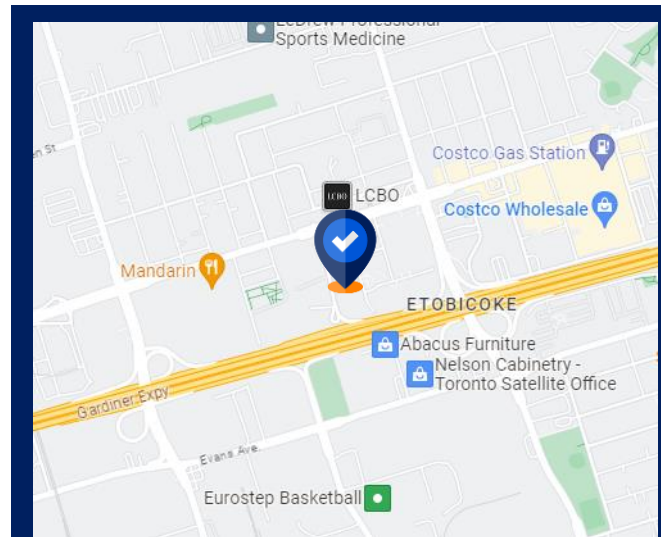 Sports Medicine
Costco Gas Station
LCBO
LCBO
Costco Wholesale
Mandarin
ETOBICOKE
Abacus Furniture
Nelson Cabinetry -
Toronto Satellite Office
Gardiner Expy
Evans Ave
Eurostep Basketball